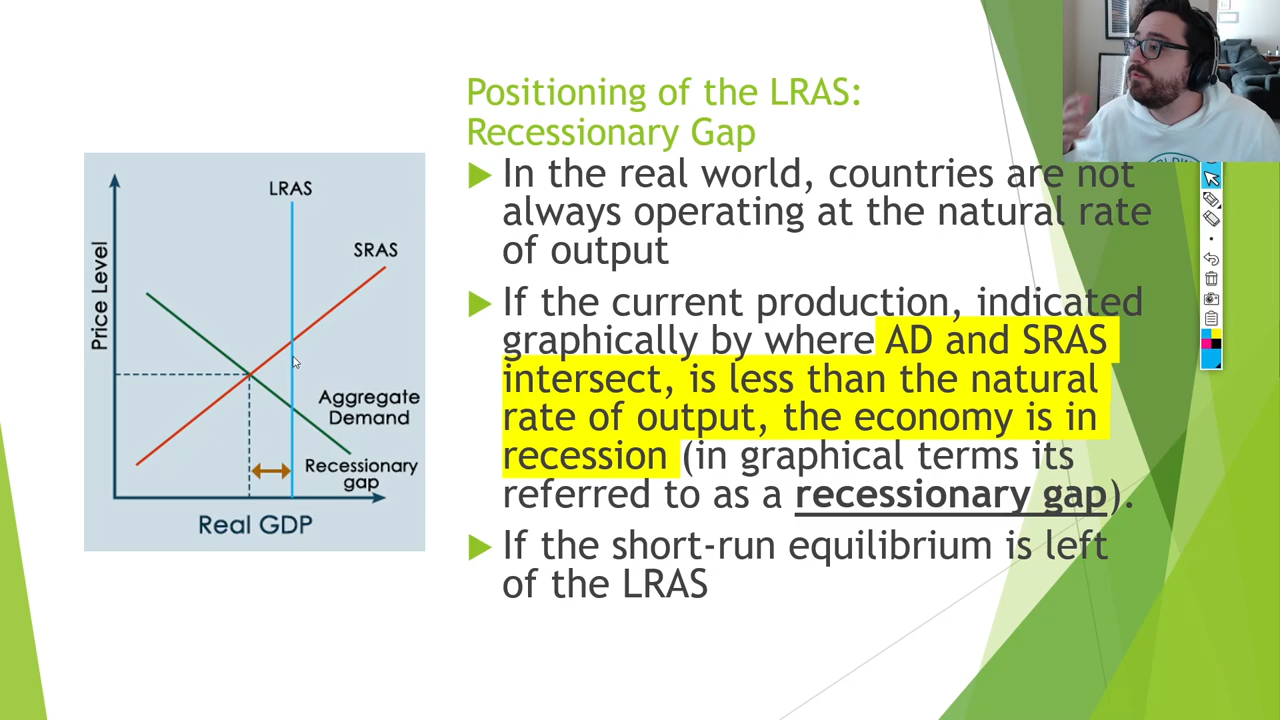 Positioning of the LRAS:
Recessionary Gap
In the real world, countries are not
always operating at the natural rate
of output
If the current production, indicated
graphically by where AD and SRAS
intersect, is less than the natural
rate of output, the economy is in
recession (in graphical terms its
referred to as a recessionary gap).
If the short-run equilibrium is left
of the LRAS
LRAS
SRAS
Price Level
Aggregate
Demand
Recessionary
gap
Real GDP